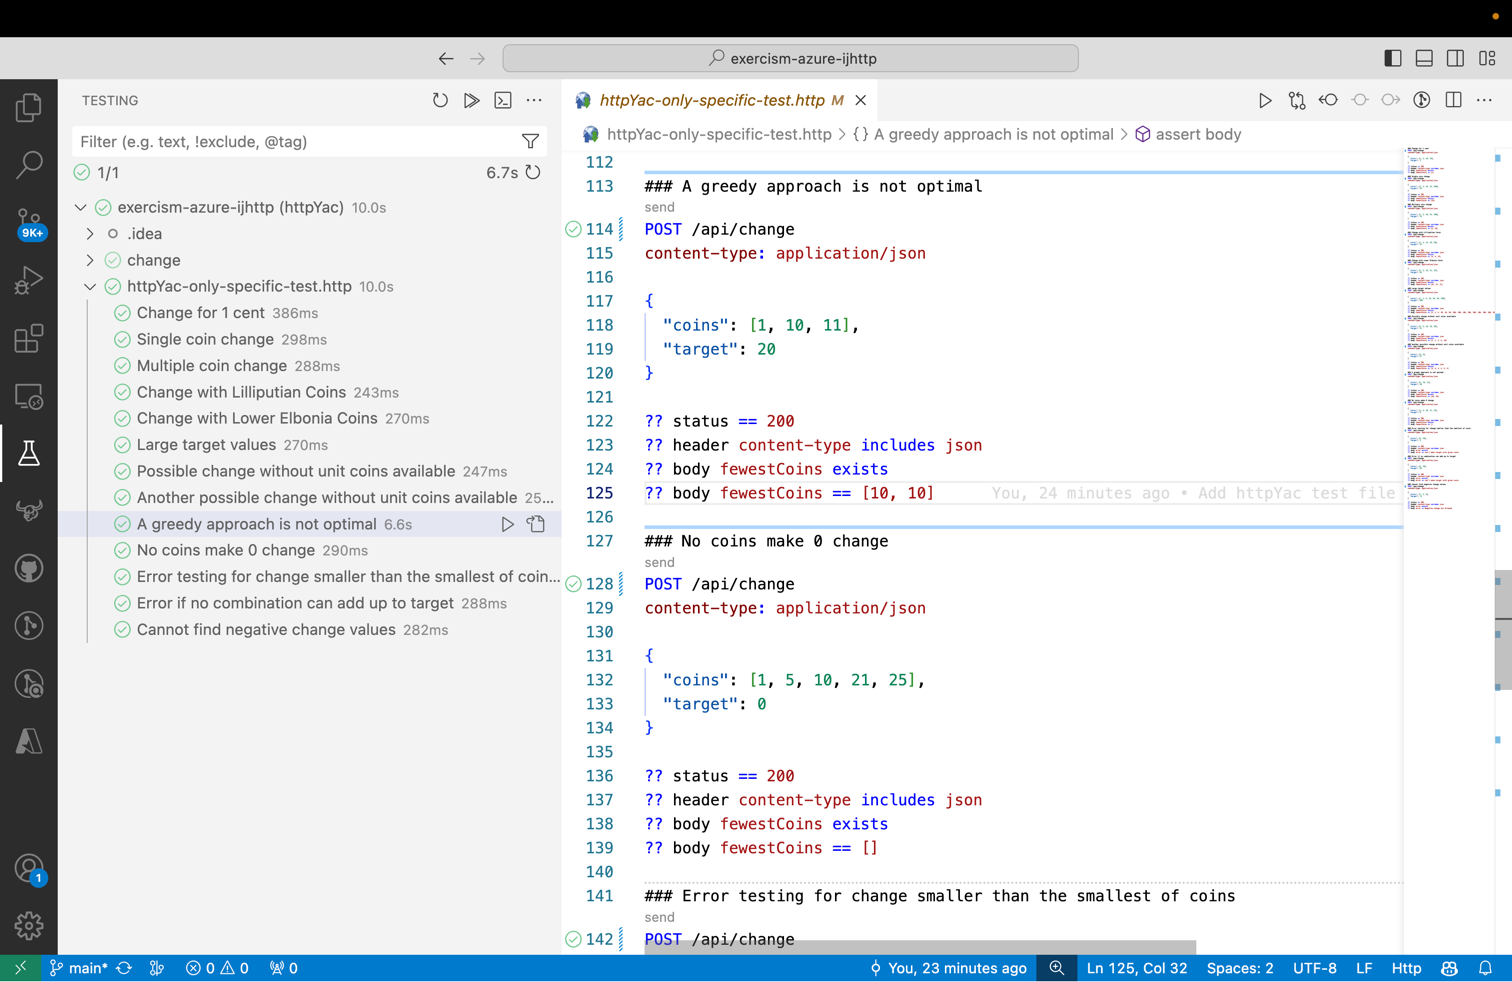 exercism-azure-ijhttp
TESTING
Filter (e.g. text, !exclude, @tag)
1/1
6.7s
exercism-azure-ijhttp (httpYac) 10.0s
.idea
change
httpYac-only-specific-test.http 10.0s
Change for 1 cent 386ms
Single coin change 298ms
Multiple coin change 288ms
Change with Lilliputian Coins 243ms
Change with Lower Elbonia Coins 270ms
Large target values 270ms
Possible change without unit coins available 247ms
Another possible change without unit coins available 25...
A greedy approach is not optimal 6.6s
No coins make 0 change 290ms
Error testing for change smaller than the smallest of coin...
Error if no combination can add up to target 288ms
Cannot find negative change values 282ms
9K+
1
httpYac-only-specific-test.http M
httpYac-only-specific-test.http > {} A greedy approach is not optimal > assert body
112
113 ### A greedy approach is not optimal
send
114 POST /api/change
115 content-type: application/json
116
117 {
118 "coins": [1, 10, 11],
119 "target": 20
120 }
121
122 ?? status == 200
123 ?? header content-type includes json
124 ?? body fewestCoins exists
125 ?? body fewestCoins == [10, 10] You, 24 minutes ago • Add httpYac test file
126
127 ### No coins make 0 change
send
128 POST /api/change
129 content-type: application/json
130
131 {
132 "coins": [1, 5, 10, 21, 25],
133 "target": 0
134 }
135
136 ?? status == 200
137 ?? header content-type includes json
138 ?? body fewestCoins exists
139 ?? body fewestCoins == []
140
141 ### Error testing for change smaller than the smallest of coins
send
142 POST /api/change
main* 0 0 0 You, 23 minutes ago Ln 125, Col 32 Spaces: 2 UTF-8 LF Http